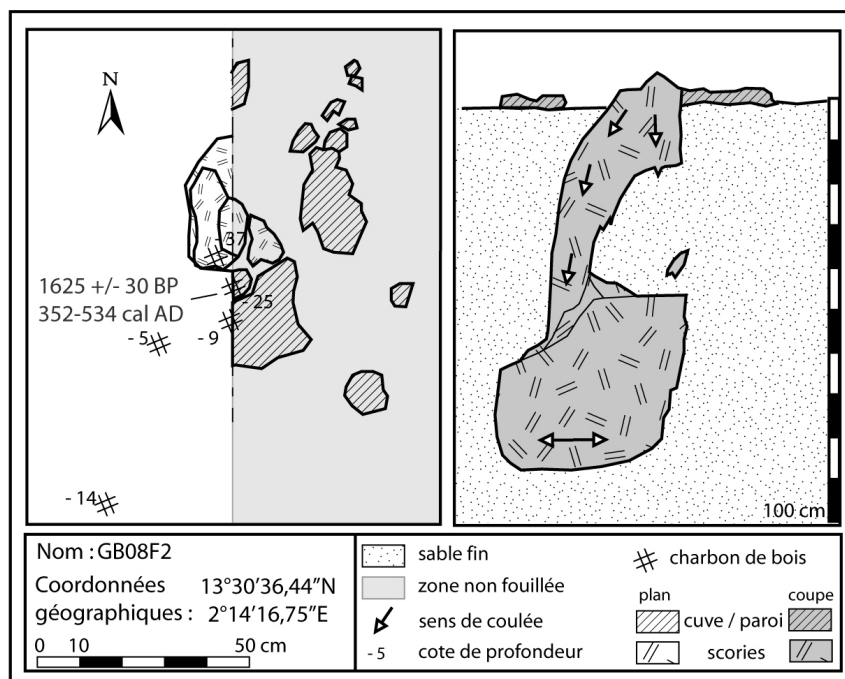 N
37
1625 +/- 30 BP
352-534 cal AD
- 25
- 5
- 9
- 14
100 cm
Nom : GB08F2
Coordonnées 13°30'36,44"N
géographiques : 2°14'16,75"E
0 10 50 cm
sable fin
zone non fouillée
sens de coulée
- 5 cote de profondeur
charbon de bois
plan coupe
cuve / paroi
scories